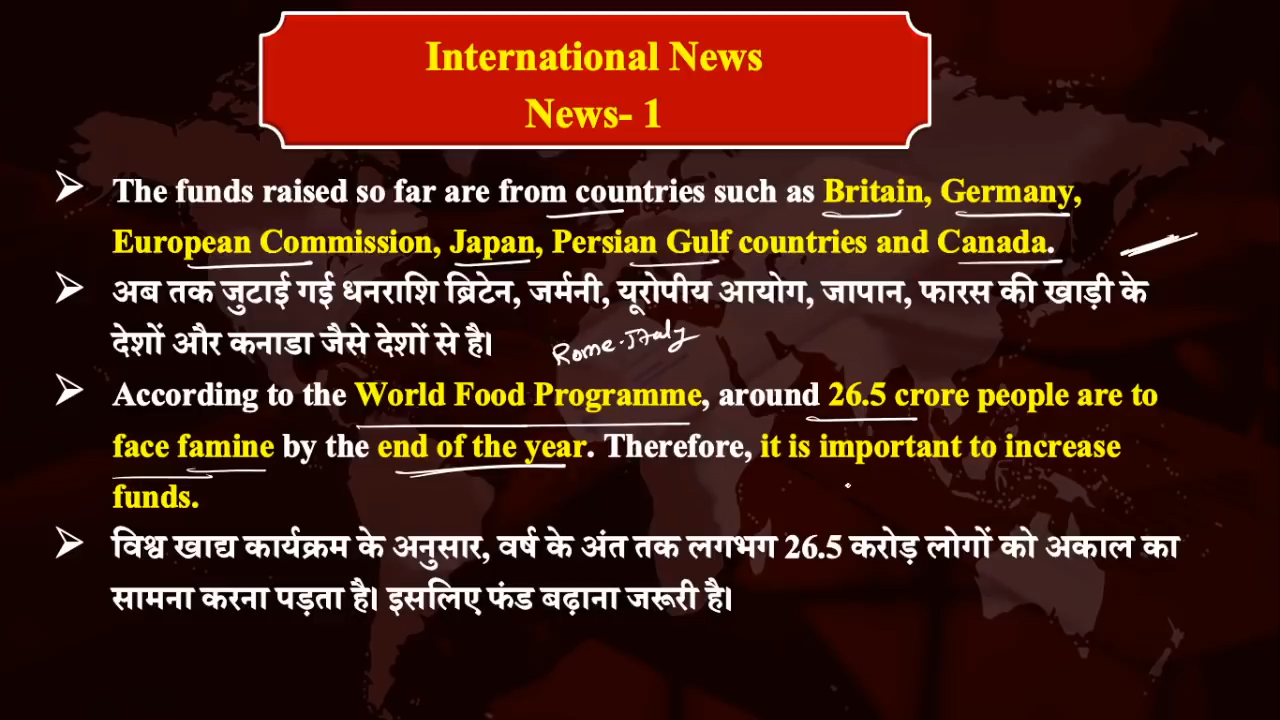 International News
News- 1
The funds raised so far are from countries such as Britain, Germany,
European Commission, Japan, Persian Gulf countries and Canada.
अब तक जुटाई गई धनराशि ब्रिटेन, जर्मनी, यूरोपीय आयोग, जापान, फारस की खाड़ी के
देशों और कनाडा जैसे देशों से है।
Rome-Italy
According to the World Food Programme, around 26.5 crore people are to
face famine by the end of the year. Therefore, it is important to increase
funds.
विश्व खाद्य कार्यक्रम के अनुसार, वर्ष के अंत तक लगभग 26.5 करोड़ लोगों को अकाल का
सामना करना पड़ता है। इसलिए फंड बढ़ाना जरूरी है।